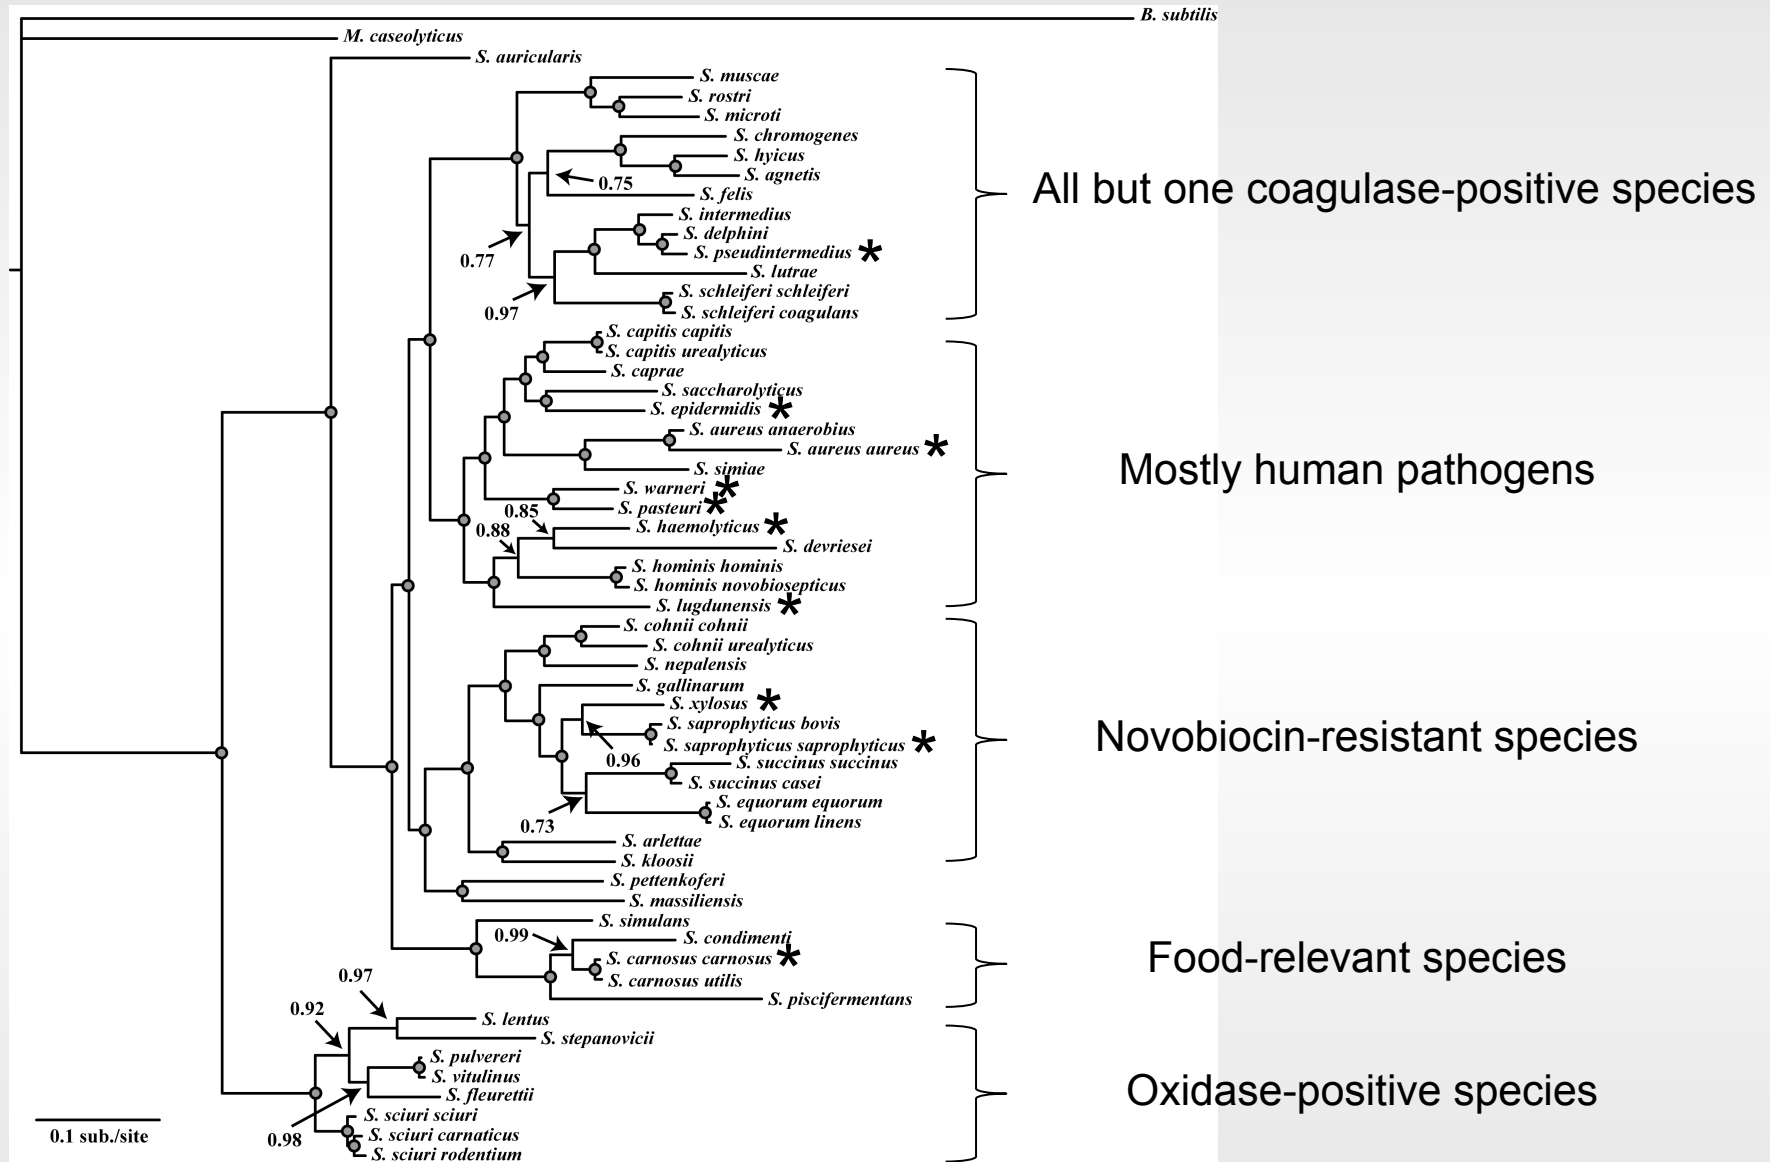 B. subtilis
M. caseolyticus
S. auricularis
S. muscae
S. rostri
S. microti
S. chromogenes
S. hyicus
S. agnetis
0.75
S. felis
S. intermedius
S. delphini
S. pseudintermedius *
0.77
S. lutrae
S. schleiferi schleiferi
0.97
S. schleiferi coagulans
All but one coagulase-positive species
S. capitis capitis
S. capitis urealyticus
S. caprae
S. saccharolyticus
S. epidermidis *
S. aureus anaerobius
S. aureus aureus *
S. simiae
S. warneri *
S. pasteuri *
0.85
S. haemolyticus *
0.88
S. devriesei
S. hominis hominis
S. hominis novobiosepticus
S. lugdunensis *
Mostly human pathogens
S. cohnii cohnii
S. cohnii urealyticus
S. nepalensis
S. gallinarum
S. xylosus *
S. saprophyticus bovis
S. saprophyticus saprophyticus *
0.96
S. succinus succinus
S. succinus casei
S. equorum equorum
0.73
S. equorum linens
S. arlettae
S. kloosii
Novobiocin-resistant species
S. pettenkoferi
S. massiliensis
S. simulans
0.99
S. condimenti
S. carnosus carnosus *
S. carnosus utilis
S. piscifermentans
Food-relevant species
0.97
0.92
S. lentus
S. stepanovicii
S. pulvereri
S. vitulinus
S. fleurettii
0.98
S. sciuri sciuri
S. sciuri carnaticus
S. sciuri rodentium
Oxidase-positive species
0.1 sub./site